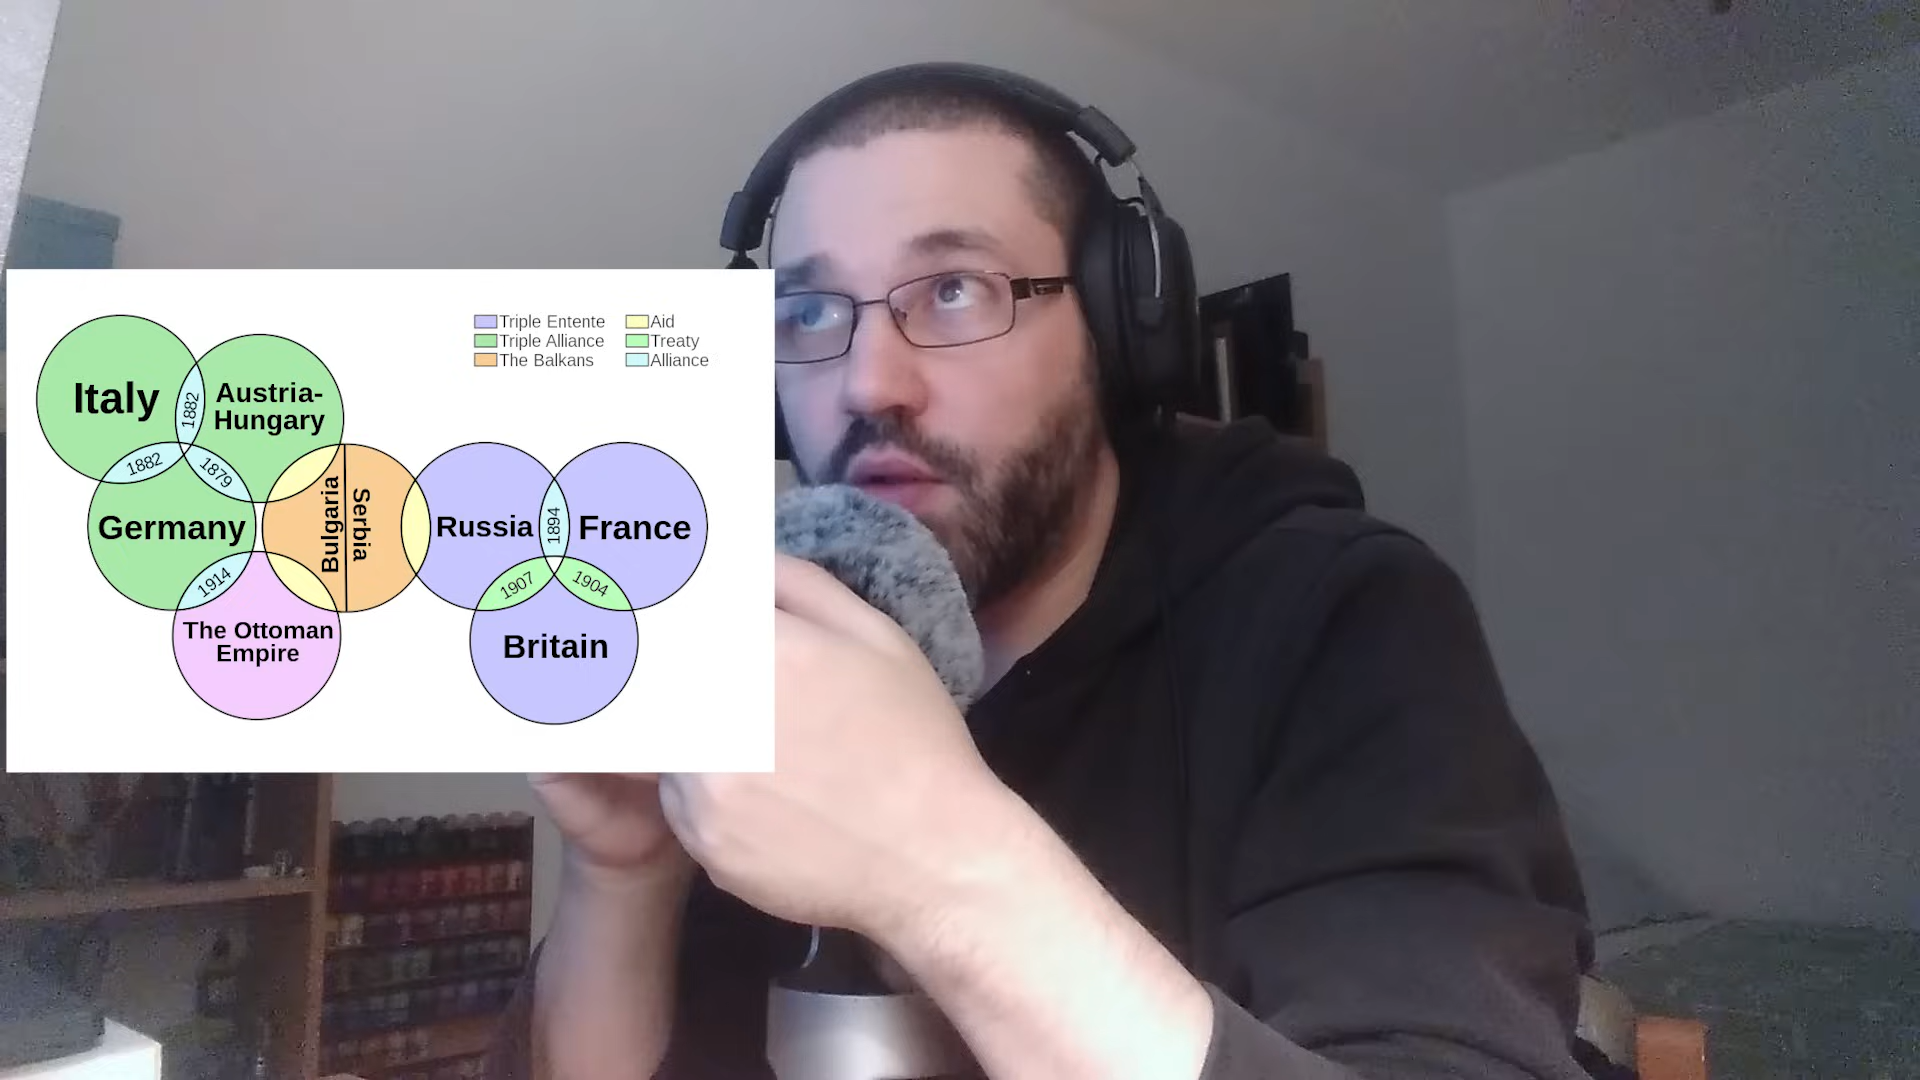 Triple Entente
Aid
Triple Alliance
Treaty
The Balkans
Alliance
Italy
1882
Austria-
Hungary
1882
1879
Germany
Bulgaria
Serbia
Russia
1894
France
1914
1907
1904
The Ottoman
Empire
Britain